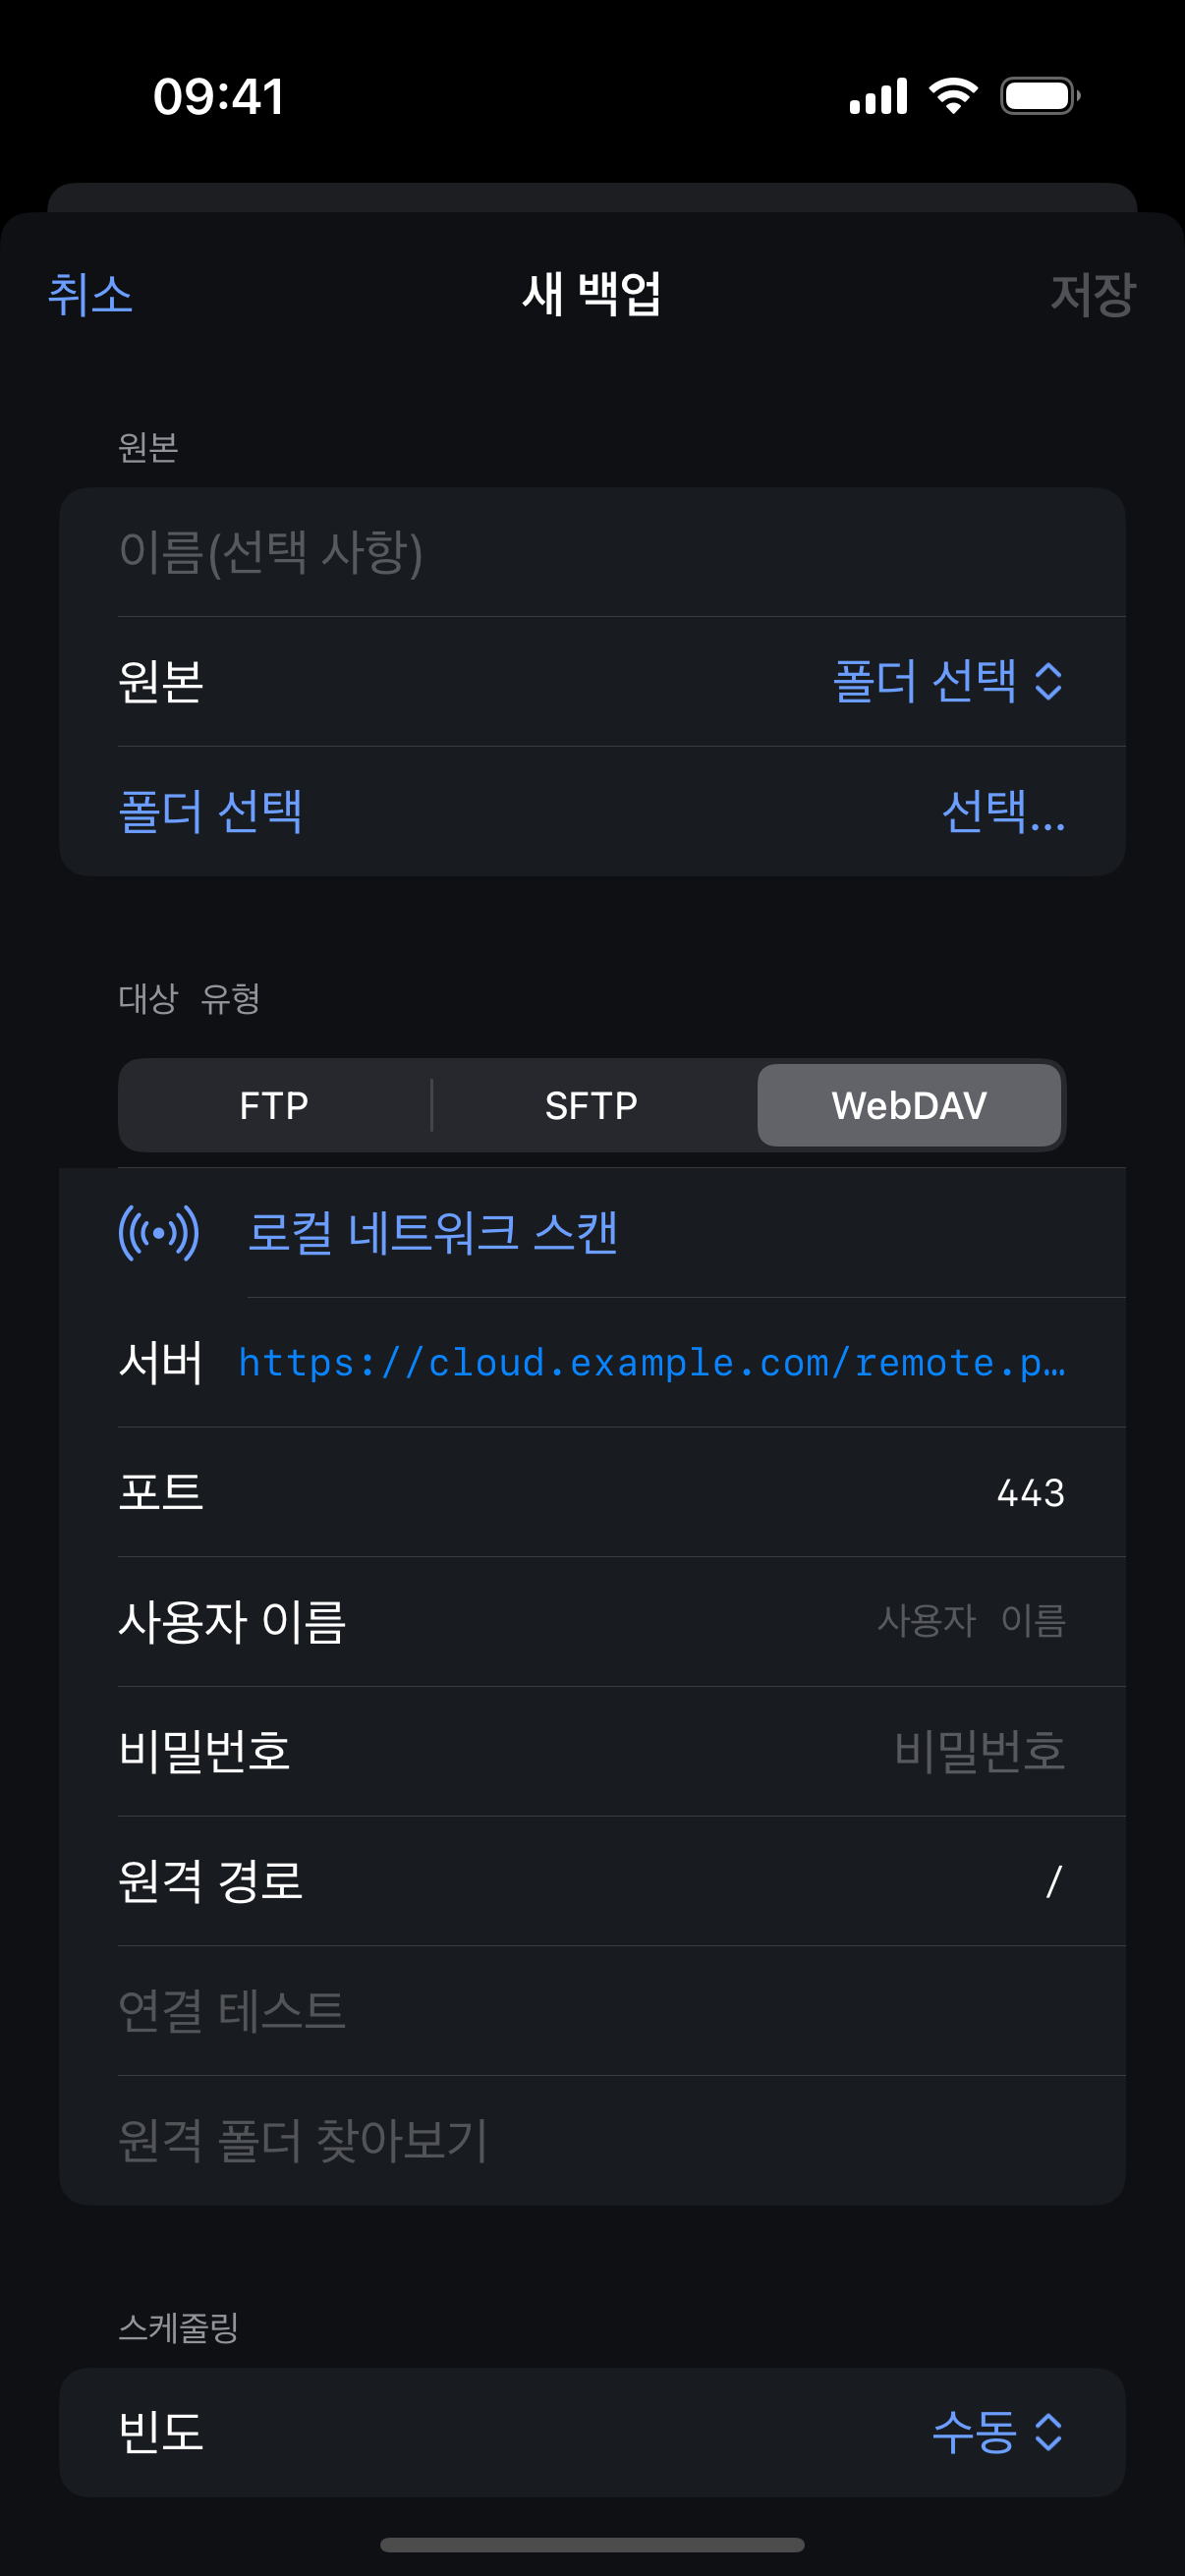 09:41
취소 새 백업 저장
원본
이름(선택 사항)
원본 폴더 선택
폴더 선택 선택...
대상 유형
FTP SFTP WebDAV
로컬 네트워크 스캔
서버 https://cloud.example.com/remote.p…
포트 443
사용자 이름 사용자 이름
비밀번호 비밀번호
원격 경로 /
연결 테스트
원격 폴더 찾아보기
스케줄링
빈도 수동